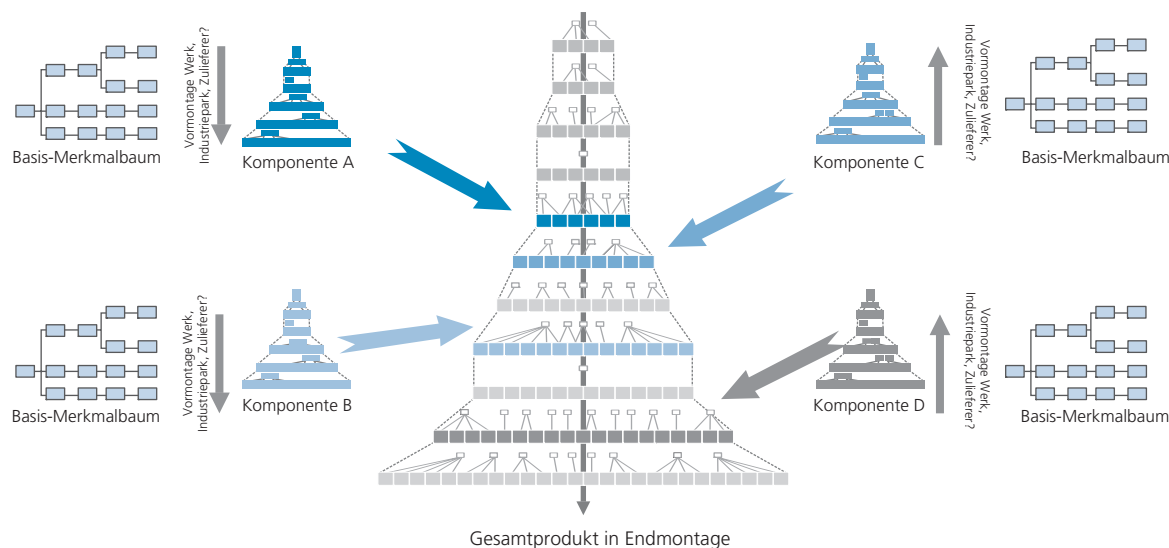 Vormontage Werk,
Industriepark, Zulieferer?
Basis-Merkmalbaum
Komponente A
Komponente C
Vormontage Werk,
Industriepark, Zulieferer?
Basis-Merkmalbaum
Vormontage Werk,
Industriepark, Zulieferer?
Basis-Merkmalbaum
Komponente B
Komponente D
Vormontage Werk,
Industriepark, Zulieferer?
Basis-Merkmalbaum
Gesamtprodukt in Endmontage